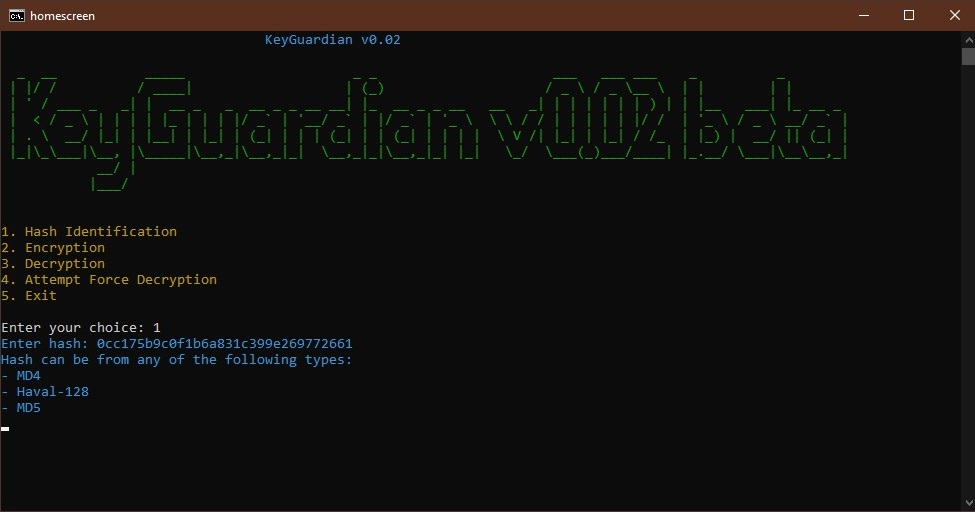 homescreen
KeyGuardian v0.02
KeyGuardian v0.02 beta
1. Hash Identification
2. Encryption
3. Decryption
4. Attempt Force Decryption
5. Exit
Enter your choice: 1
Enter hash: 0cc175b9c0f1b6a831c399e269772661
Hash can be from any of the following types:
- MD4
- Haval-128
- MD5